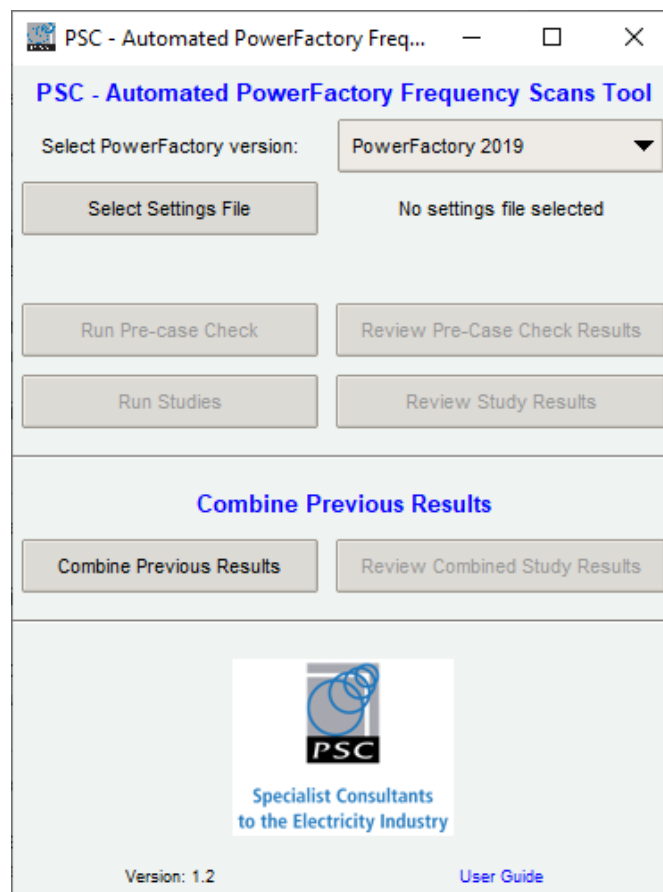 PSC - Automated PowerFactory Freq...
PSC - Automated PowerFactory Frequency Scans Tool
Select PowerFactory version:
PowerFactory 2019
Select Settings File
No settings file selected
Run Pre-case Check
Review Pre-Case Check Results
Run Studies
Review Study Results
Combine Previous Results
Combine Previous Results
Review Combined Study Results
PSC
Specialist Consultants
to the Electricity Industry
Version: 1.2
User Guide